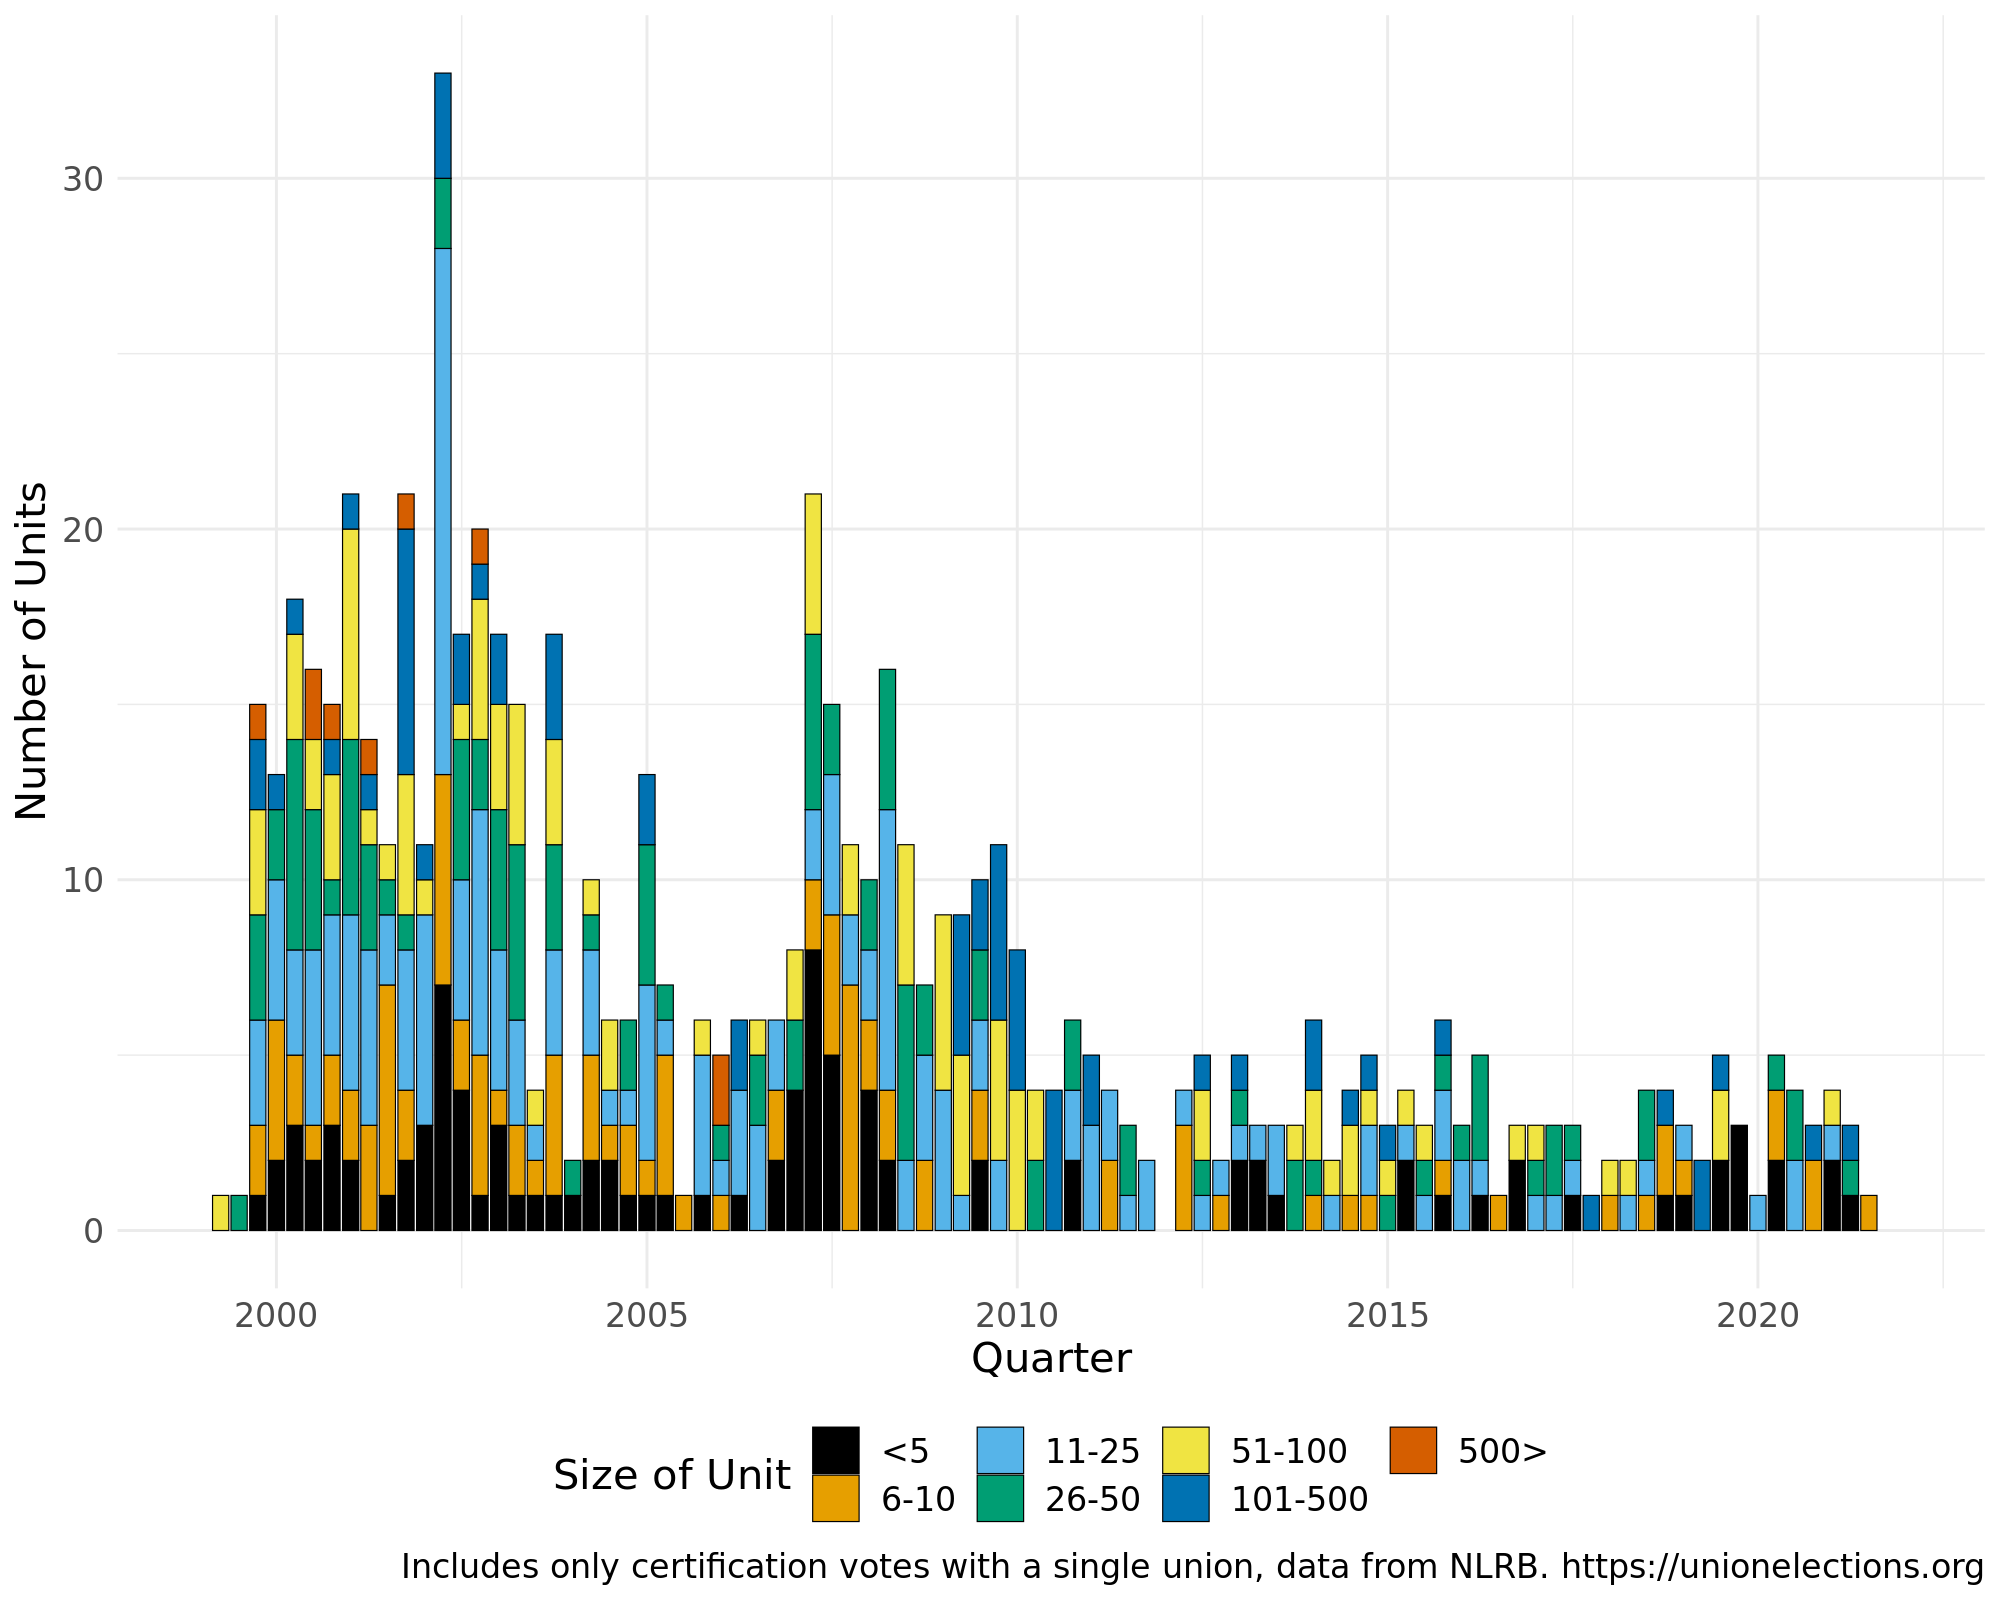 30
20
10
0
Number of Units
2000 2005 2010 2015 2020
Quarter
Size of Unit
<5 11-25 51-100 500>
6-10 26-50 101-500
Includes only certification votes with a single union, data from NLRB. https://unionelections.org